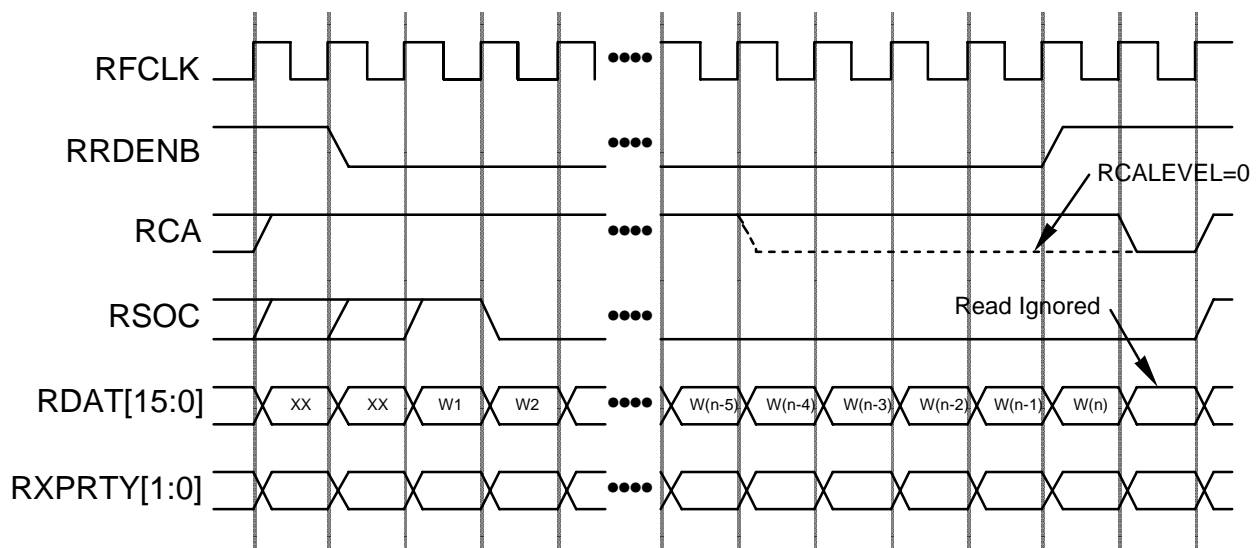 RFCLK
RRDENB
RCALEVEL=0
RCA
Read Ignored
RSOC
RDAT[15:0] XX XX W1 W2 W(n-5) W(n-4) W(n-3) W(n-2) W(n-1) W(n)
RXPRTY[1:0]